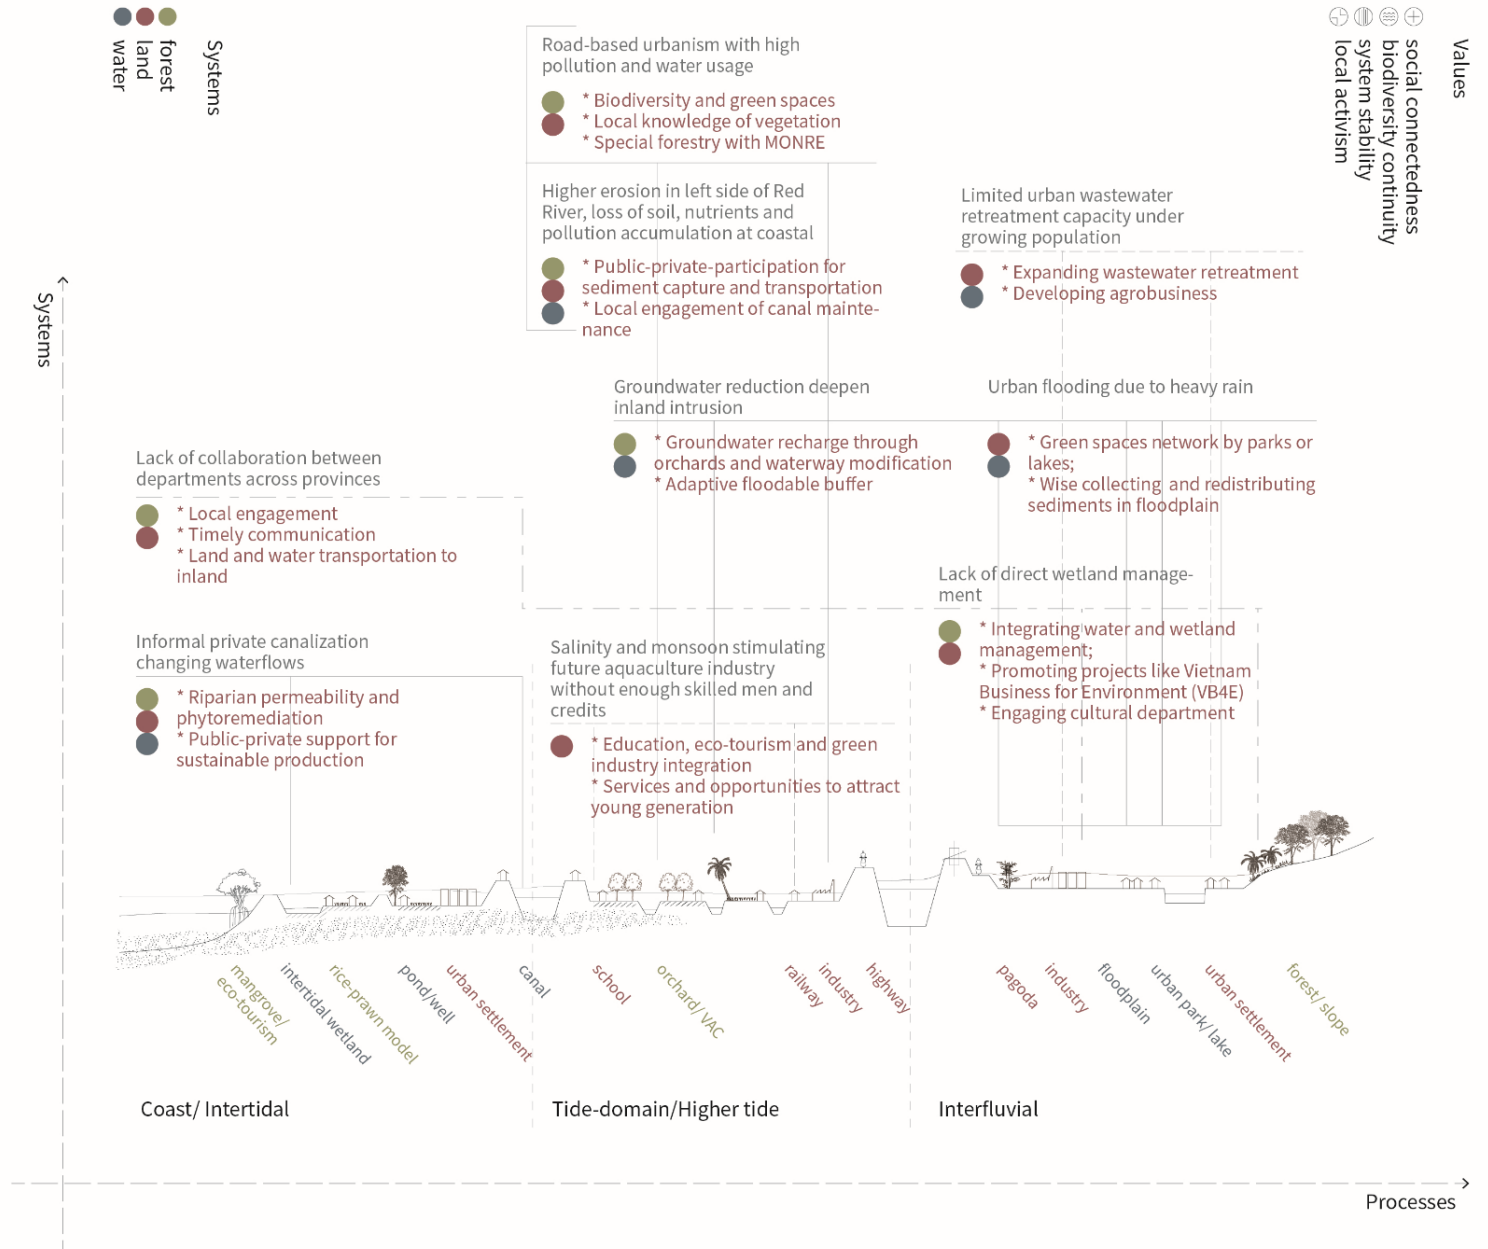 Systems
forest
land
water
Values
social connectedness
biodiversity continuity
system stability
local activism
Road-based urbanism with high
pollution and water usage
* Biodiversity and green spaces
* Local knowledge of vegetation
* Special forestry with MONRE
Higher erosion in left side of Red
River, loss of soil, nutrients and
pollution accumulation at coastal
* Public-private-participation for
sediment capture and transportation
* Local engagement of canal mainte-
nance
Limited urban wastewater
retreatment capacity under
growing population
* Expanding wastewater retreatment
* Developing agrobusiness
Systems
Groundwater reduction deepen
inland intrusion
* Groundwater recharge through
orchards and waterway modification
* Adaptive floodable buffer
Urban flooding due to heavy rain
* Green spaces network by parks or
lakes;
* Wise collecting and redistributing
sediments in floodplain
Lack of collaboration between
departments across provinces
* Local engagement
* Timely communication
* Land and water transportation to
inland
Lack of direct wetland manage-
ment
* Integrating water and wetland
management;
* Promoting projects like Vietnam
Business for Environment (VB4E)
* Engaging cultural department
Informal private canalization
changing waterflows
* Riparian permeability and
phytoremediation
* Public-private support for
sustainable production
Salinity and monsoon stimulating
future aquaculture industry
without enough skilled men and
credits
* Education, eco-tourism and green
industry integration
* Services and opportunities to attract
young generation
mangrove/
eco-tourism
intertidal wetland
rice-prawn model
pond/well
urban settlement
canal
school
orchard/ VAC
railway
industry
highway
pagoda
industry
floodplain
urban park/ lake
urban settlement
forest/ slope
Coast/ Intertidal
Tide-domain/Higher tide
Interfluvial
Processes